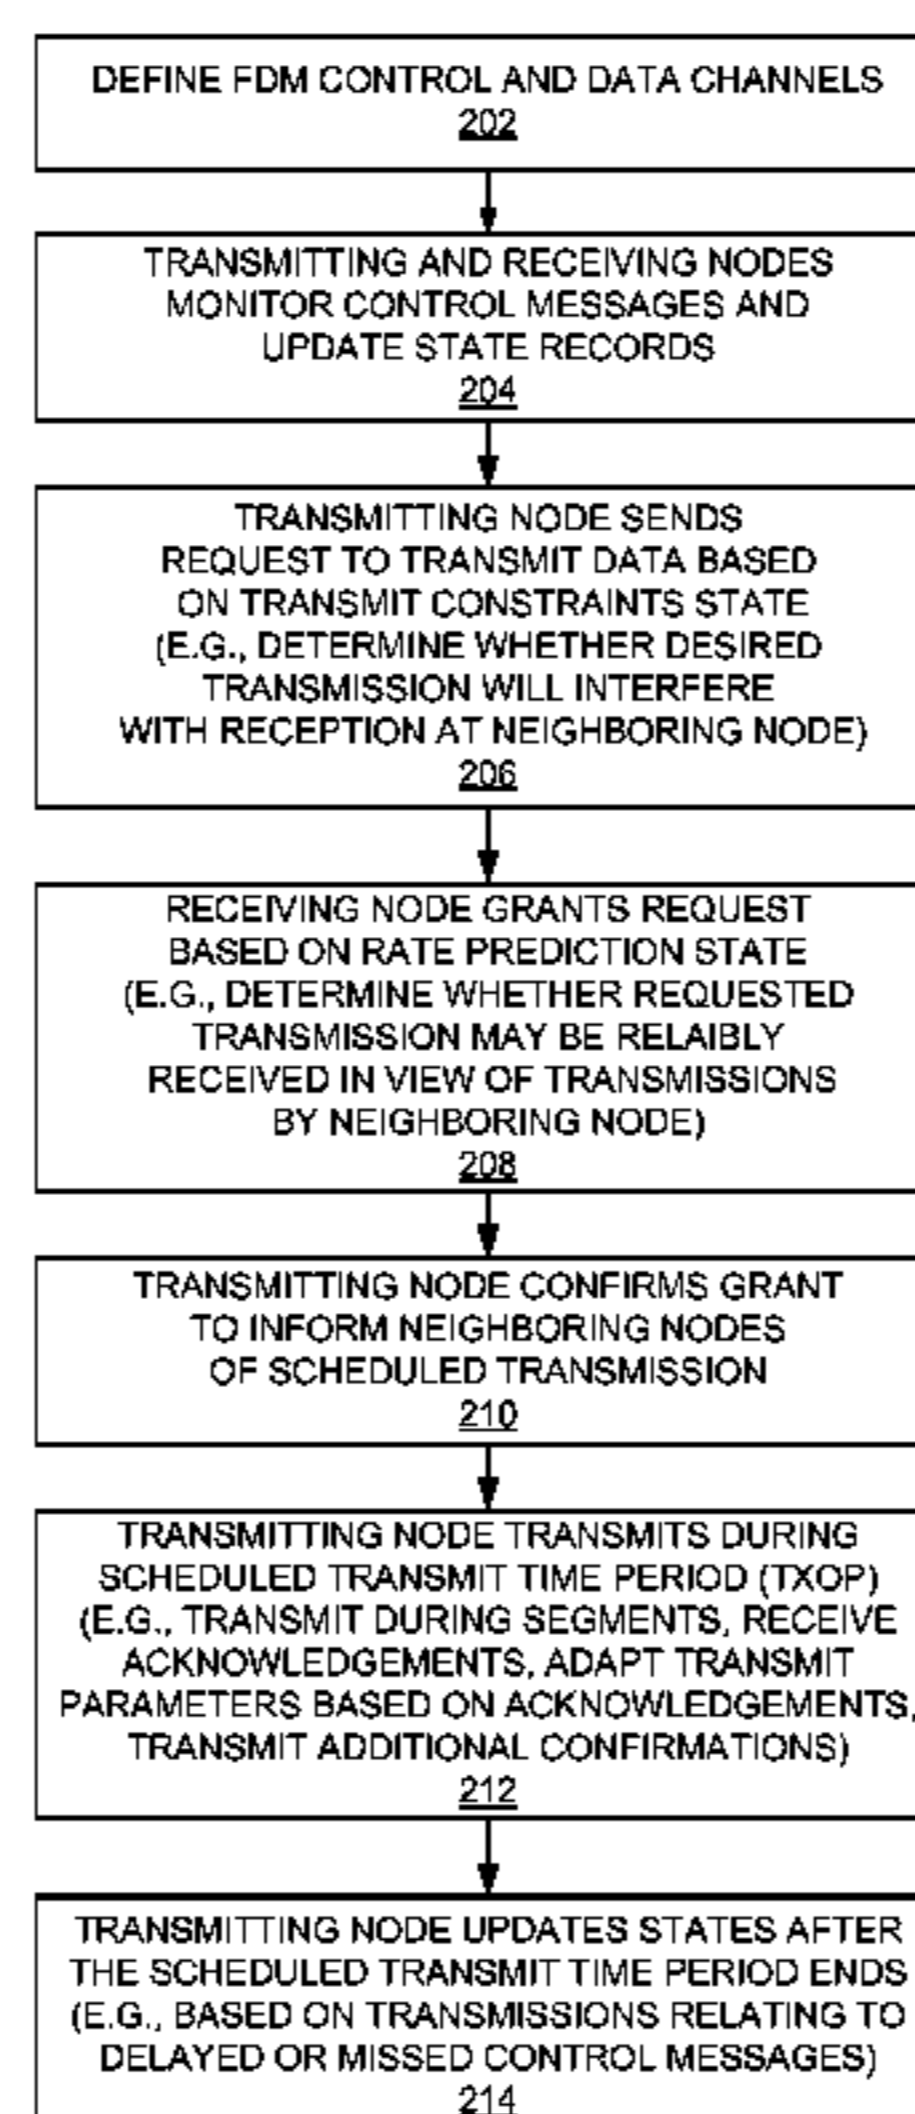 DEFINE FDM CONTROL AND DATA CHANNELS
202
TRANSMITTING AND RECEIVING NODES
MONITOR CONTROL MESSAGES AND
UPDATE STATE RECORDS
204
TRANSMITTING NODE SENDS
REQUEST TO TRANSMIT DATA BASED
ON TRANSMIT CONSTRAINTS STATE
(E.G., DETERMINE WHETHER DESIRED
TRANSMISSION WILL INTERFERE
WITH RECEPTION AT NEIGHBORING NODE)
206
RECEIVING NODE GRANTS REQUEST
BASED ON RATE PREDICTION STATE
(E.G., DETERMINE WHETHER REQUESTED
TRANSMISSION MAY BE RELAIBLY
RECEIVED IN VIEW OF TRANSMISSIONS
BY NEIGHBORING NODE)
208
TRANSMITTING NODE CONFIRMS GRANT
TO INFORM NEIGHBORING NODES
OF SCHEDULED TRANSMISSION
210
TRANSMITTING NODE TRANSMITS DURING
SCHEDULED TRANSMIT TIME PERIOD (TXOP)
(E.G., TRANSMIT DURING SEGMENTS, RECEIVE
ACKNOWLEDGEMENTS, ADAPT TRANSMIT
PARAMETERS BASED ON ACKNOWLEDGEMENTS,
TRANSMIT ADDITIONAL CONFIRMATIONS)
212
TRANSMITTING NODE UPDATES STATES AFTER
THE SCHEDULED TRANSMIT TIME PERIOD ENDS
(E.G., BASED ON TRANSMISSIONS RELATING TO
DELAYED OR MISSED CONTROL MESSAGES)
214